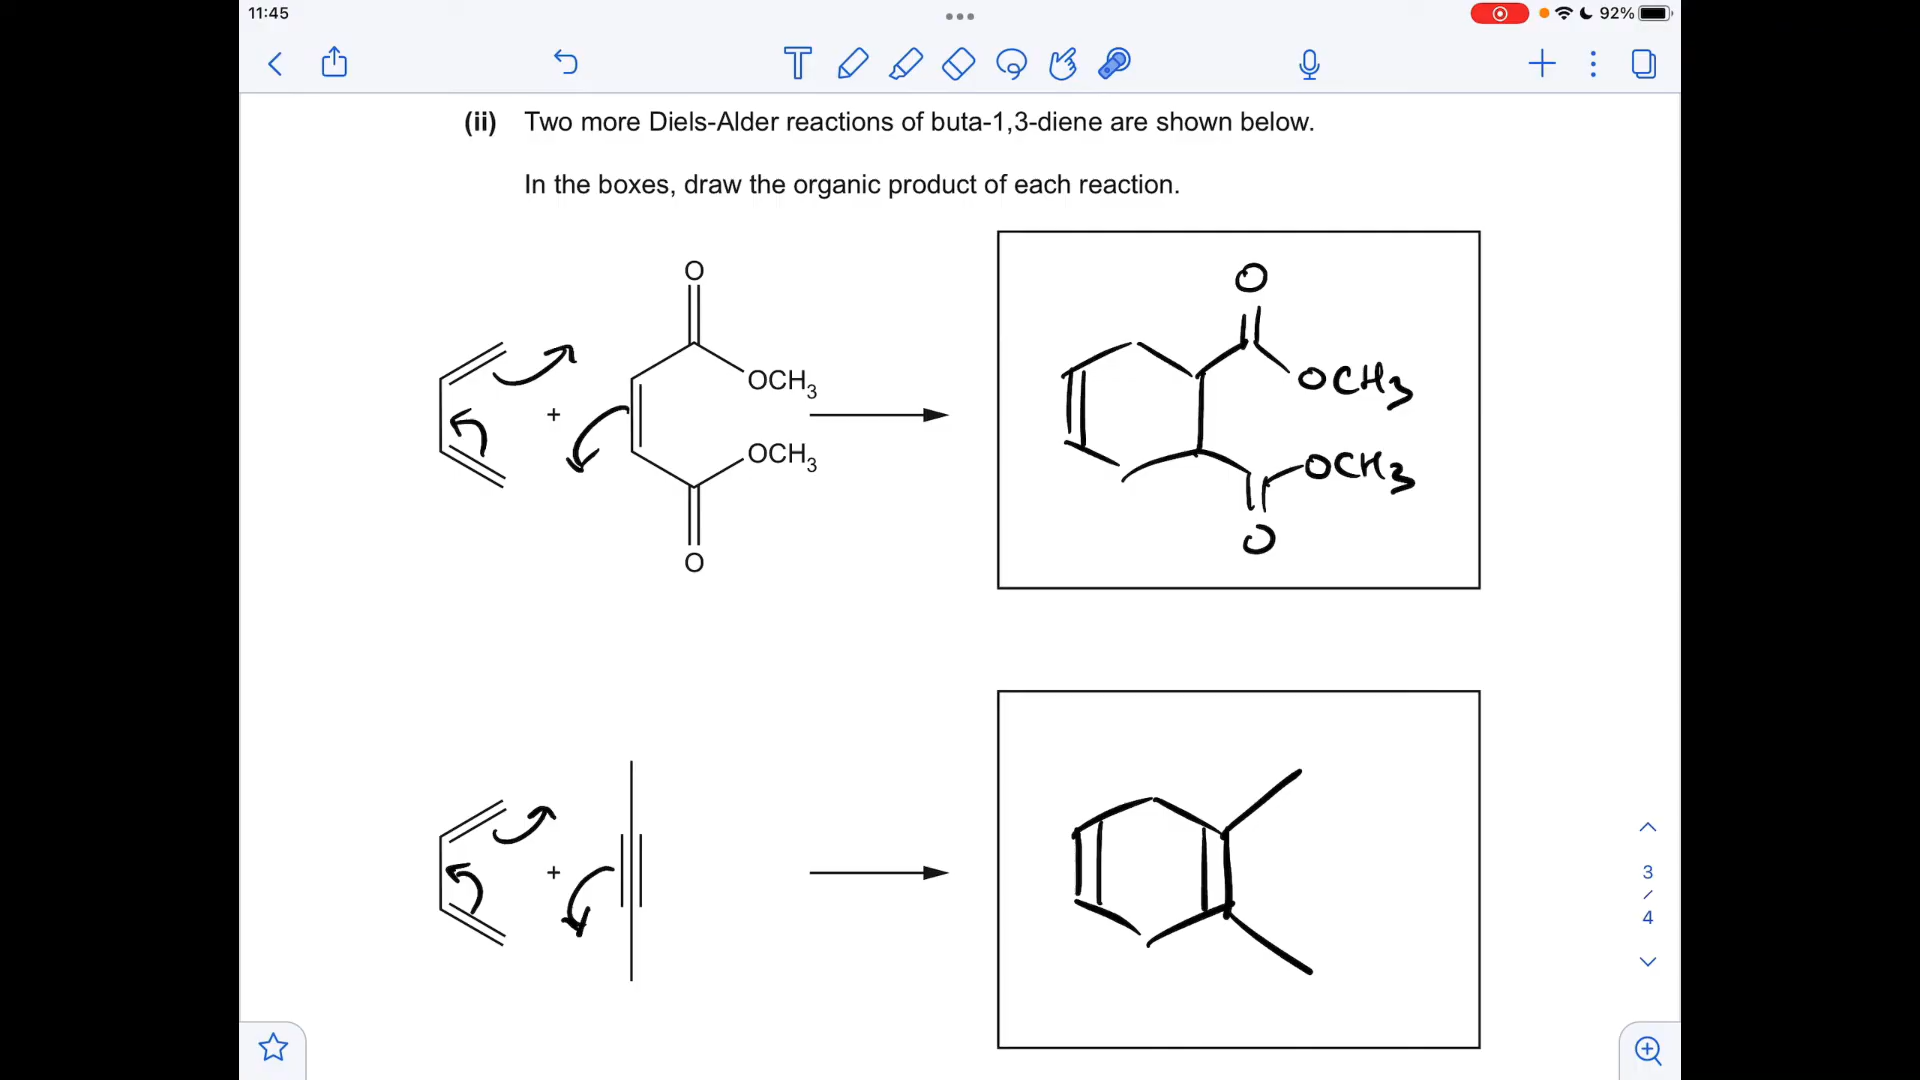 11:45
92%
T
(ii) Two more Diels-Alder reactions of buta-1,3-diene are shown below.
In the boxes, draw the organic product of each reaction.
O
O
OCH3
OCH3
+
OCH3
OCH3
O
O
+
3
/
4